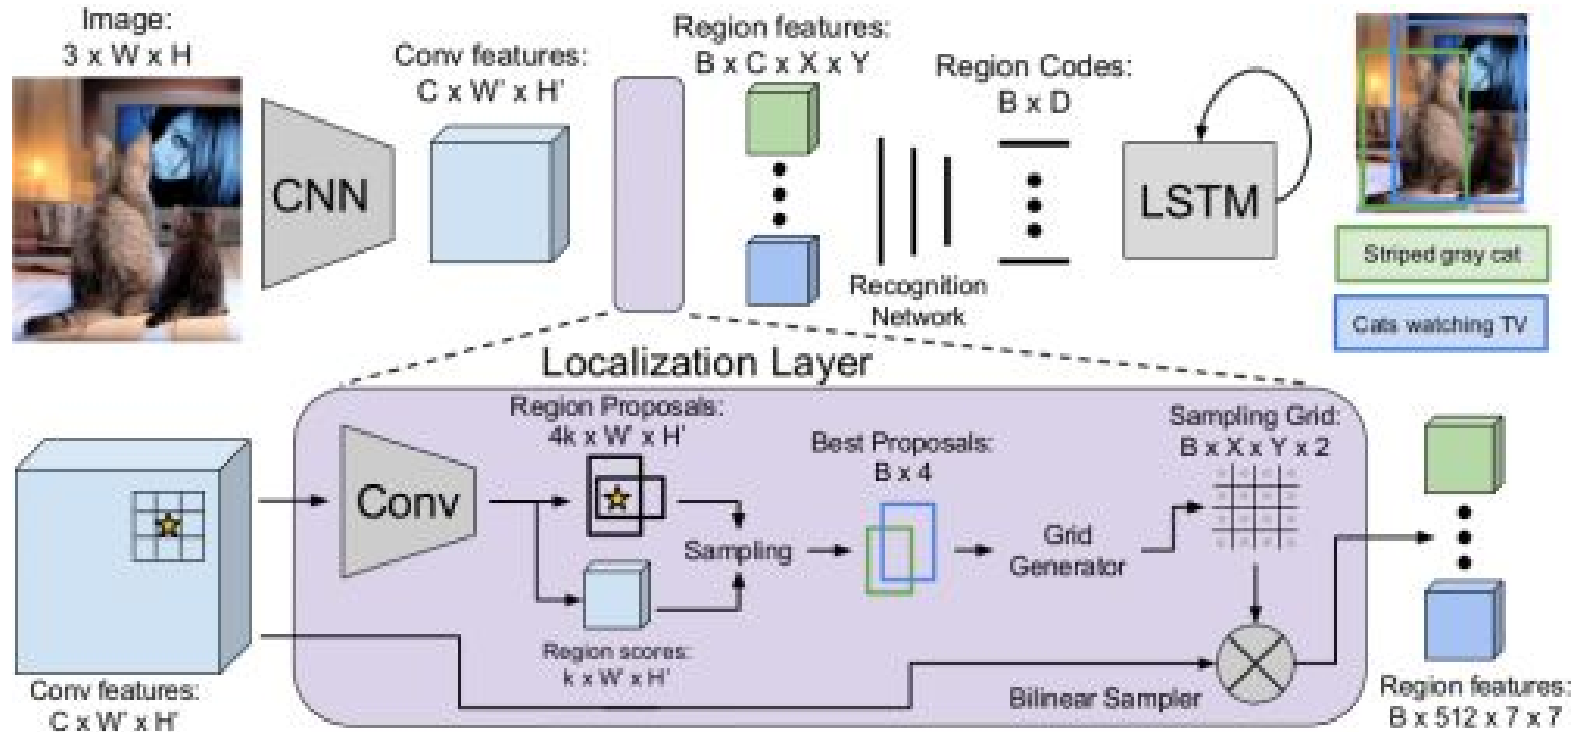 Image:
3 x W x H
Conv features:
C x W' x H'
Region features:
B x C x X x Y
Region Codes:
B x D
CNN
LSTM
Recognition
Network
Striped gray cat
Cats watching TV
Localization Layer
Region Proposals:
4k x W' x H'
Conv
Sampling
Region scores:
k x W' x H'
Best Proposals:
B x 4
Grid
Generator
Sampling Grid:
B x X x Y x 2
Bilinear Sampler
Conv features:
C x W' x H'
Region features:
B x 512 x 7 x 7